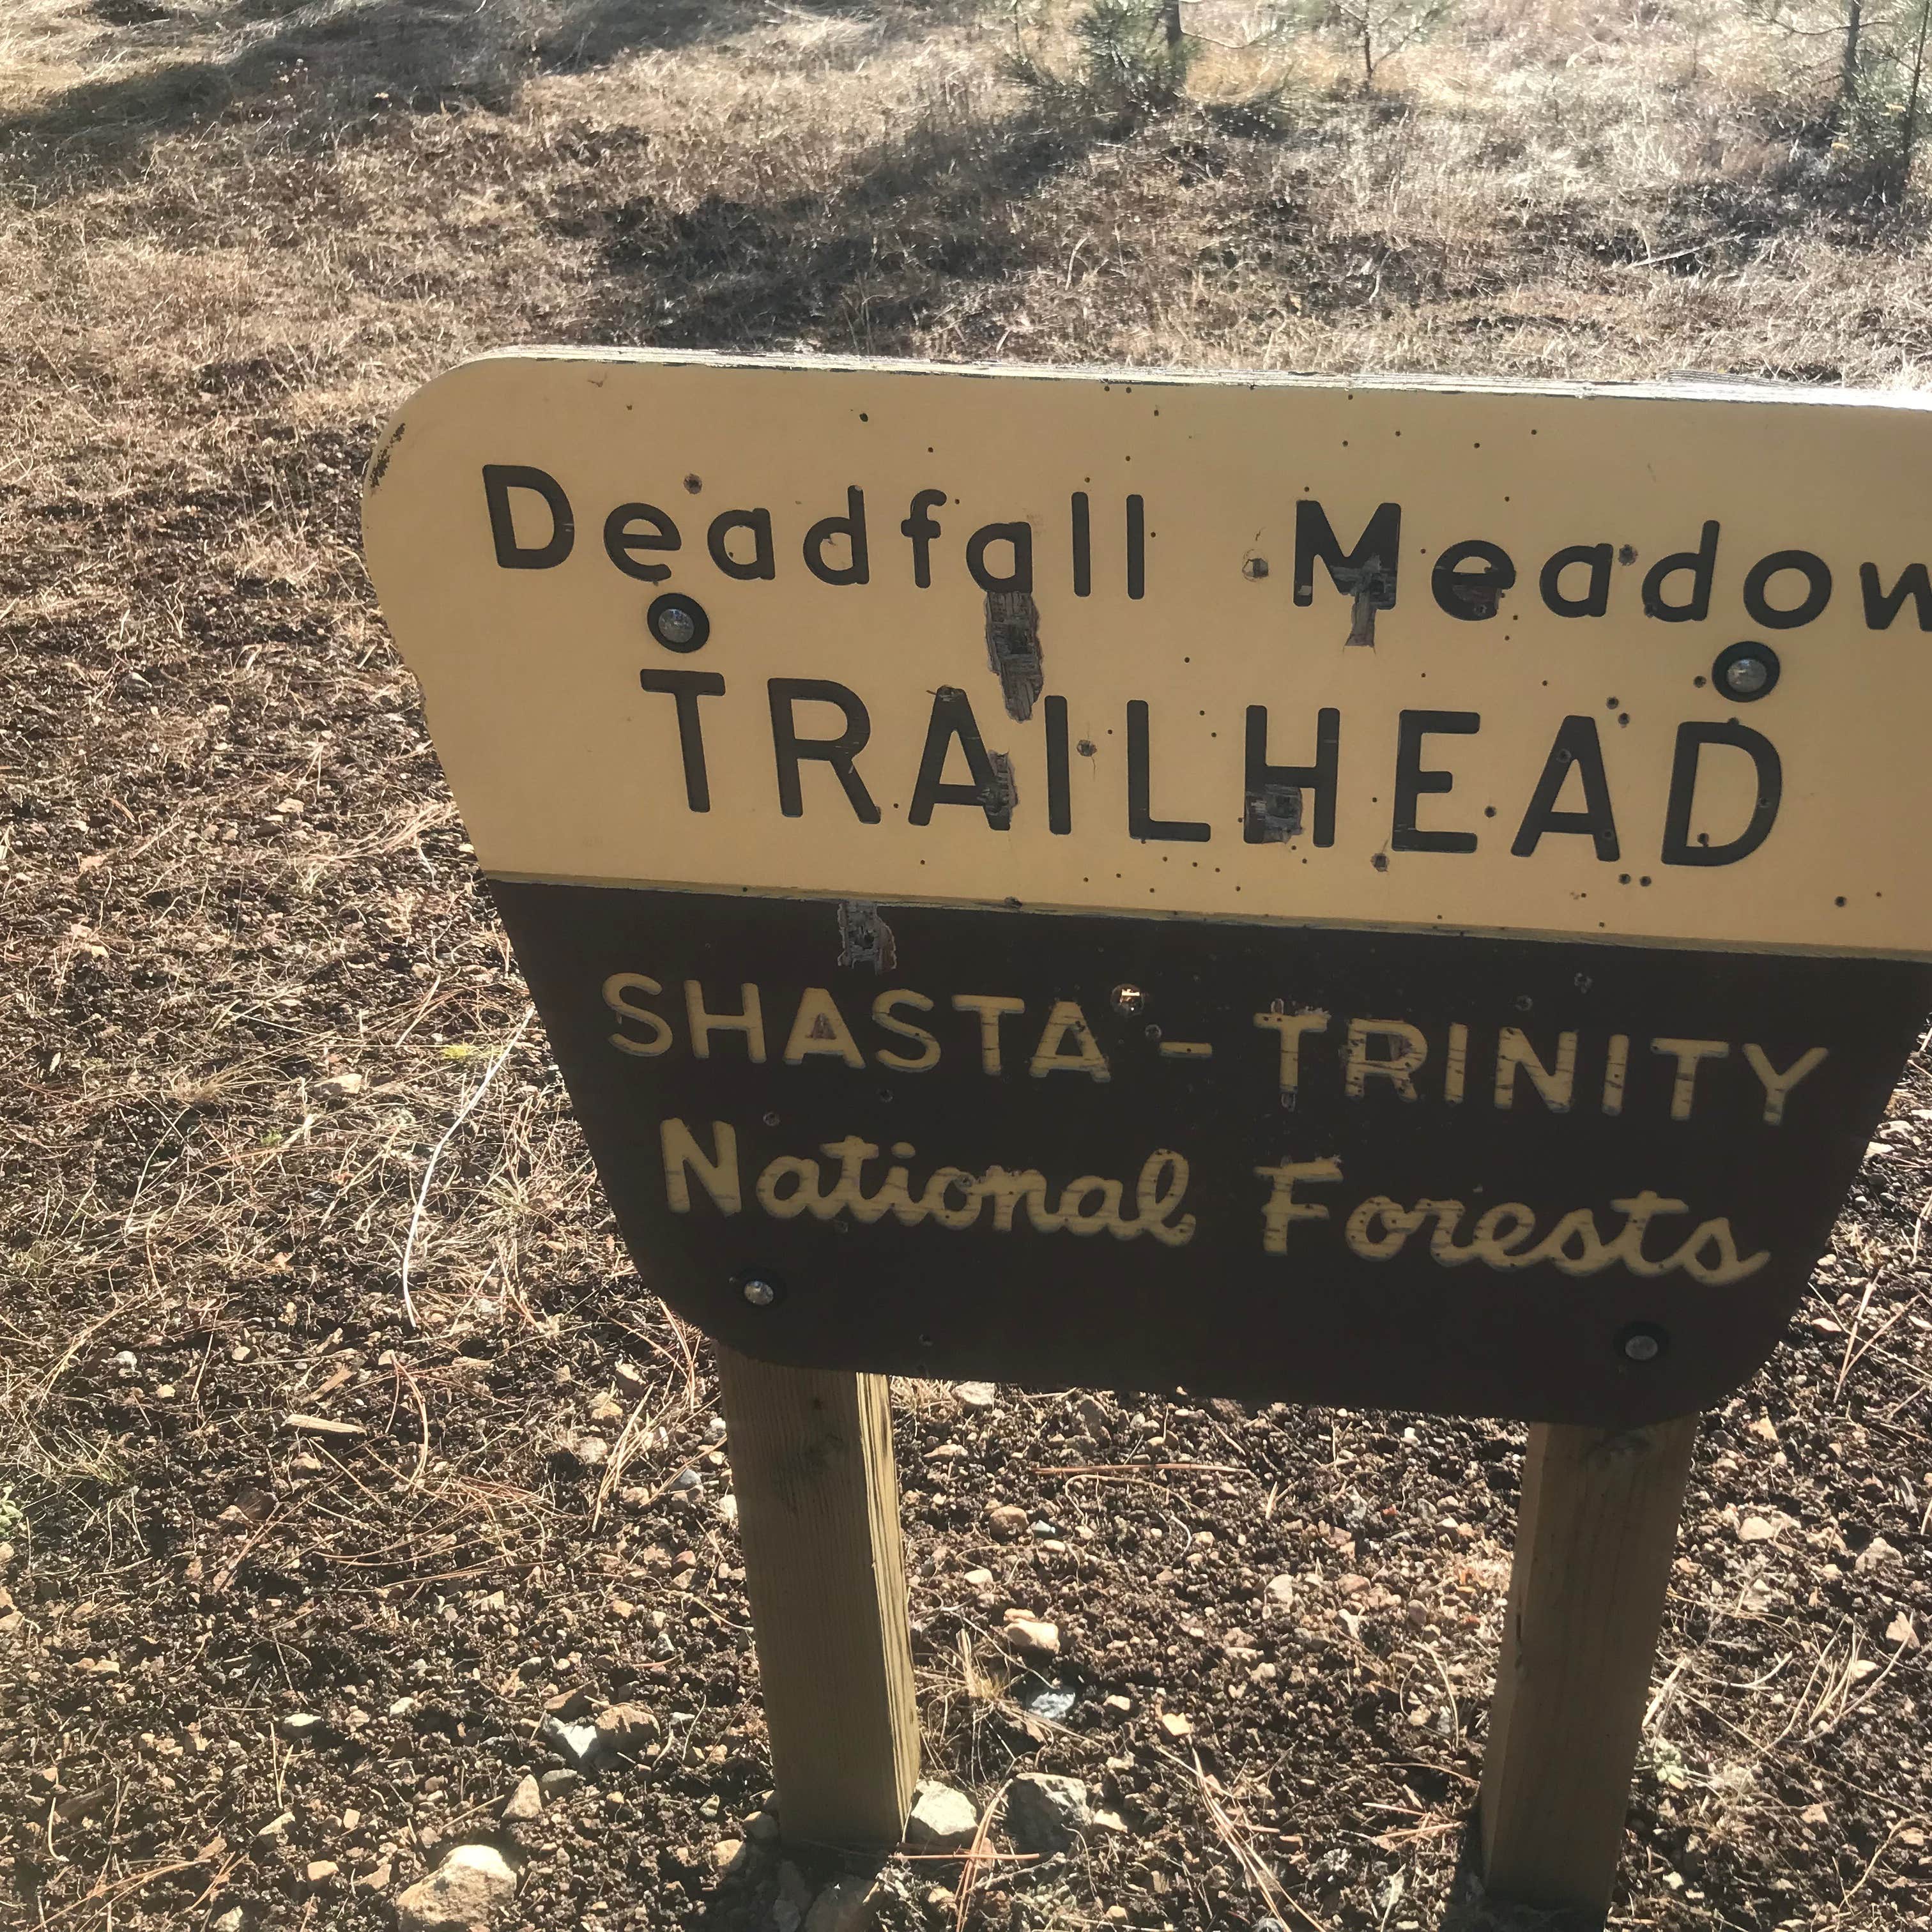 Deadfall Meadow
TRAILHEAD
SHASTA - TRINITY
National Forests